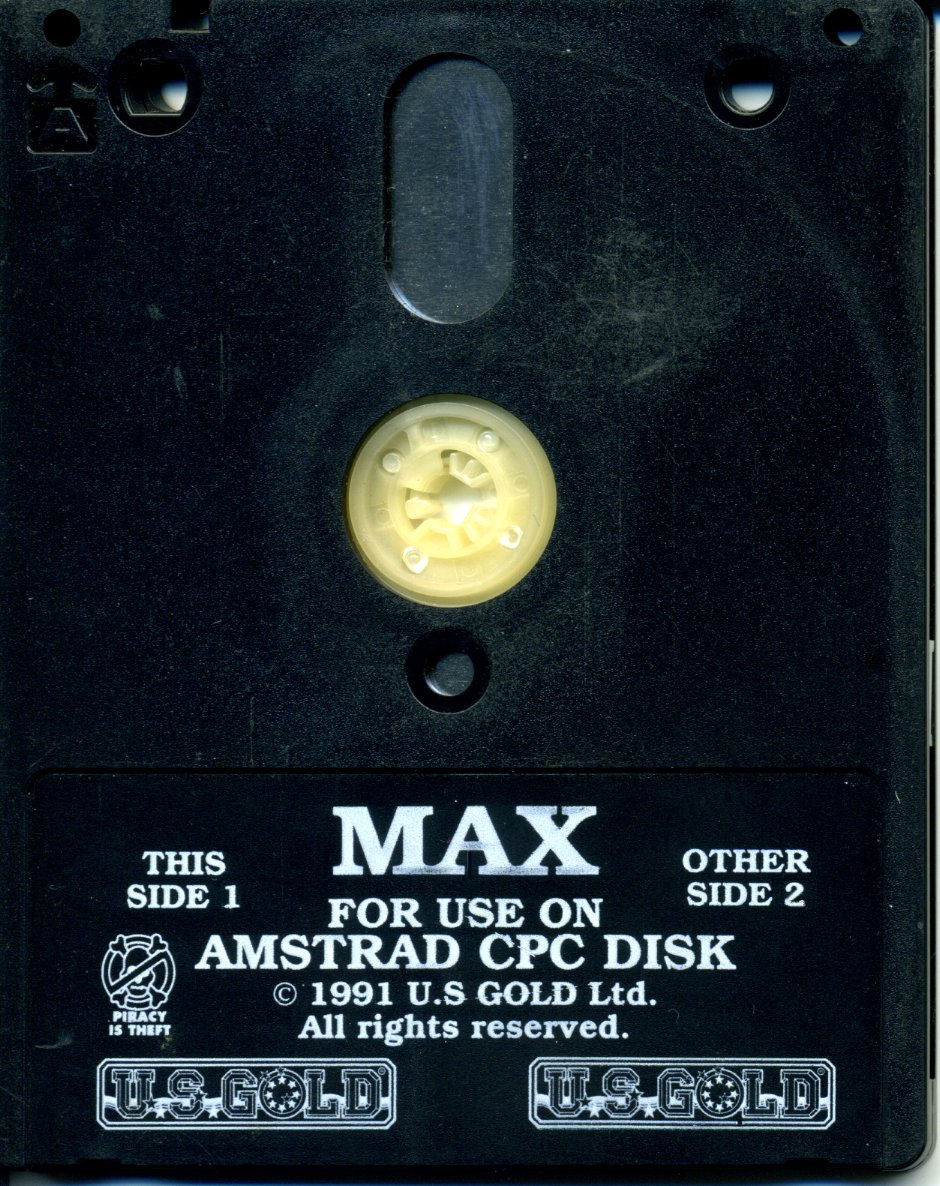 A
MAX
THIS
SIDE 1
OTHER
SIDE 2
FOR USE ON
AMSTRAD CPC DISK
© 1991 U.S GOLD Ltd.
All rights reserved.
PIRACY
IS THEFT
U.S.GOLD®
U.S.GOLD®